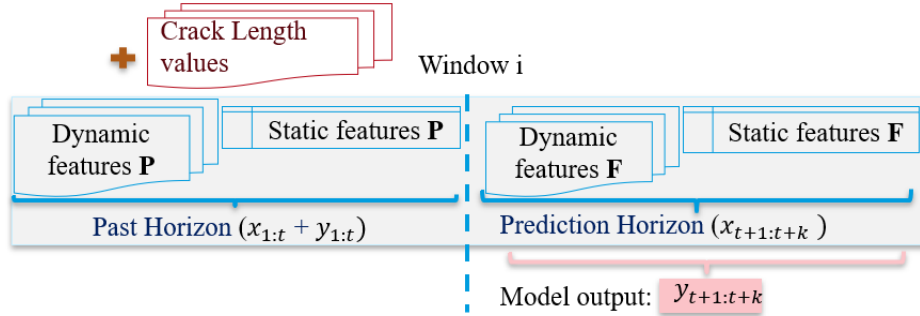 + Crack Length
values
Window i
Dynamic
features P
Static features P
Dynamic
features F
Static features F
Past Horizon (x₁:ₜ + y₁:ₜ)
Prediction Horizon (xₜ₊₁:ₜ₊ₖ )
Model output: yₜ₊₁:ₜ₊ₖ